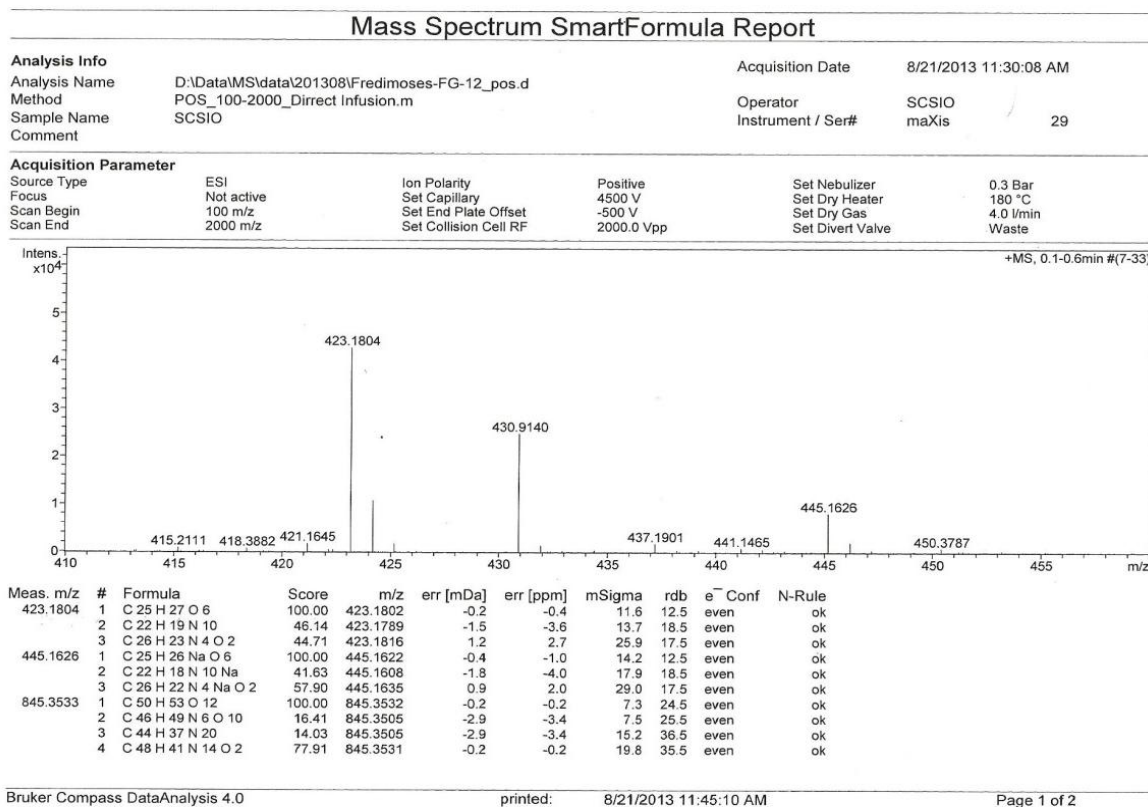 Mass Spectrum SmartFormula Report
Analysis Info
Analysis Name D:\Data\MS\data\201308\Fredimoses-FG-12_pos.d
Method POS_100-2000_Dirrect Infusion.m
Sample Name SCSIO
Comment
Acquisition Date 8/21/2013 11:30:08 AM
Operator SCSIO
Instrument / Ser# maXis 29
Acquisition Parameter
Source Type ESI Ion Polarity Positive Set Nebulizer 0.3 Bar
Focus Not active Set Capillary 4500 V Set Dry Heater 180 °C
Scan Begin 100 m/z Set End Plate Offset -500 V Set Dry Gas 4.0 l/min
Scan End 2000 m/z Set Collision Cell RF 2000.0 Vpp Set Divert Valve Waste
Intens.
x10⁴
+MS, 0.1-0.6min #(7-33)
5
4
3
2
1
0
423.1804
430.9140
445.1626
415.2111 418.3882 421.1645 437.1901 441.1465 450.3787
410 415 420 425 430 435 440 445 450 455 m/z
Meas. m/z # Formula Score m/z err [mDa] err [ppm] mSigma rdb e⁻ Conf N-Rule
423.1804 1 C 25 H 27 O 6 100.00 423.1802 -0.2 -0.4 11.6 12.5 even ok
2 C 22 H 19 N 10 46.14 423.1789 -1.5 -3.6 13.7 18.5 even ok
3 C 26 H 23 N 4 O 2 44.71 423.1816 1.2 2.7 25.9 17.5 even ok
445.1626 1 C 25 H 26 Na O 6 100.00 445.1622 -0.4 -1.0 14.2 12.5 even ok
2 C 22 H 18 N 10 Na 41.63 445.1608 -1.8 -4.0 17.9 18.5 even ok
3 C 26 H 22 N 4 Na O 2 57.90 445.1635 0.9 2.0 29.0 17.5 even ok
845.3533 1 C 50 H 53 O 12 100.00 845.3532 -0.2 -0.2 7.3 24.5 even ok
2 C 46 H 49 N 6 O 10 16.41 845.3505 -2.9 -3.4 7.5 25.5 even ok
3 C 44 H 37 N 20 14.03 845.3505 -2.9 -3.4 15.2 36.5 even ok
4 C 48 H 41 N 14 O 2 77.91 845.3531 -0.2 -0.2 19.8 35.5 even ok
Bruker Compass DataAnalysis 4.0 printed: 8/21/2013 11:45:10 AM Page 1 of 2